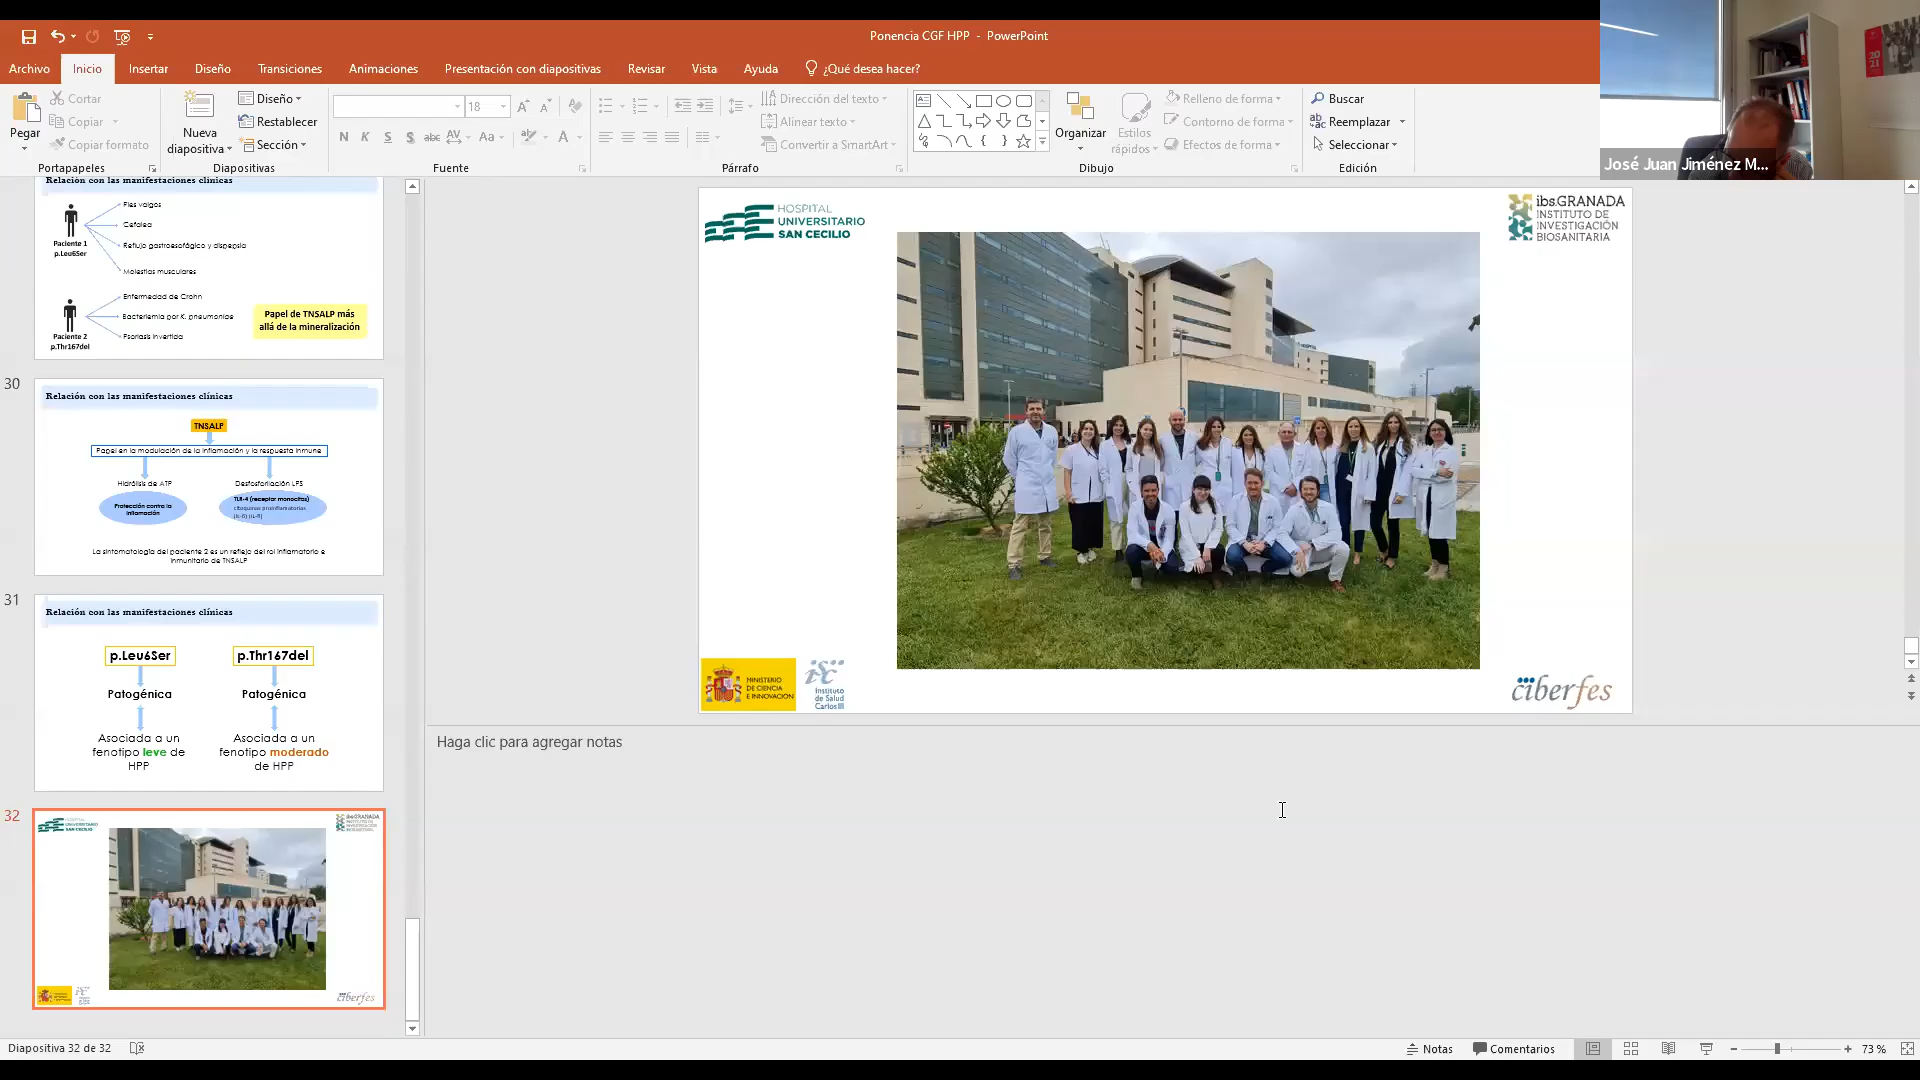 Ponencia CGF HPP - PowerPoint
Archivo
Inicio
Insertar
Diseño
Transiciones
Animaciones
Presentación con diapositivas
Revisar
Vista
Ayuda
¿Qué desea hacer?
Pegar
Cortar
Copiar
Copiar formato
Portapapeles
Nueva
diapositiva
Diseño
Restablecer
Sección
Diapositivas
18
N K S S abc AV Aa A
Fuente
Dirección del texto
Alinear texto
Convertir a SmartArt
Párrafo
Organizar
Estilos
rápidos
Relleno de forma
Contorno de forma
Efectos de forma
Dibujo
Buscar
Reemplazar
Seleccionar
Edición
20
21
José Juan Jiménez M...
Relación con las manifestaciones clínicas
Pies valgos
Cefalea
Reflujo gastroesofágico y dispepsia
Molestias musculares
Paciente 1
p.Leu6Ser
Enfermedad de Crohn
Bacteriemia por K. pneumoniae
Psoriasis invertida
Paciente 2
p.Thr167del
Papel de TNSALP más
allá de la mineralización
30
Relación con las manifestaciones clínicas
TNSALP
Papel en la modulación de la inflamación y la respuesta inmune
Hidrólisis de ATP
Desfosforilación LPS
Protección contra la
inflamación
TLR-4 (receptor monocitos)
citoquinas proinflamatorias
La sintomatología del paciente 2 es un reflejo del rol inflamatorio e
inmunitario de TNSALP
31
Relación con las manifestaciones clínicas
p.Leu6Ser
p.Thr167del
Patogénica
Patogénica
Asociada a un
fenotipo leve de
HPP
Asociada a un
fenotipo moderado
de HPP
32
HOSPITAL
UNIVERSITARIO
SAN CECILIO
ibs.GRANADA
INSTITUTO DE
INVESTIGACIÓN
BIOSANITARIA
MINISTERIO
DE CIENCIA
E INNOVACIÓN
isc
Instituto
de Salud
Carlos III
ciberfes
Haga clic para agregar notas
Diapositiva 32 de 32
Notas
Comentarios
73 %